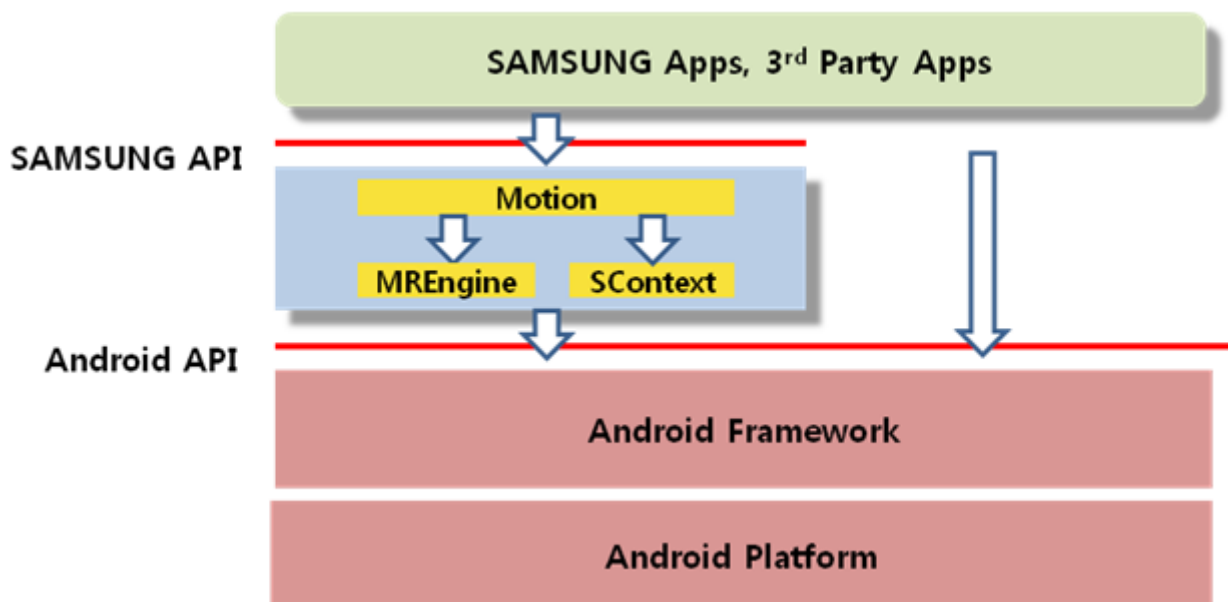 SAMSUNG Apps, 3rd Party Apps
SAMSUNG API
Motion
MREngine
SContext
Android API
Android Framework
Android Platform